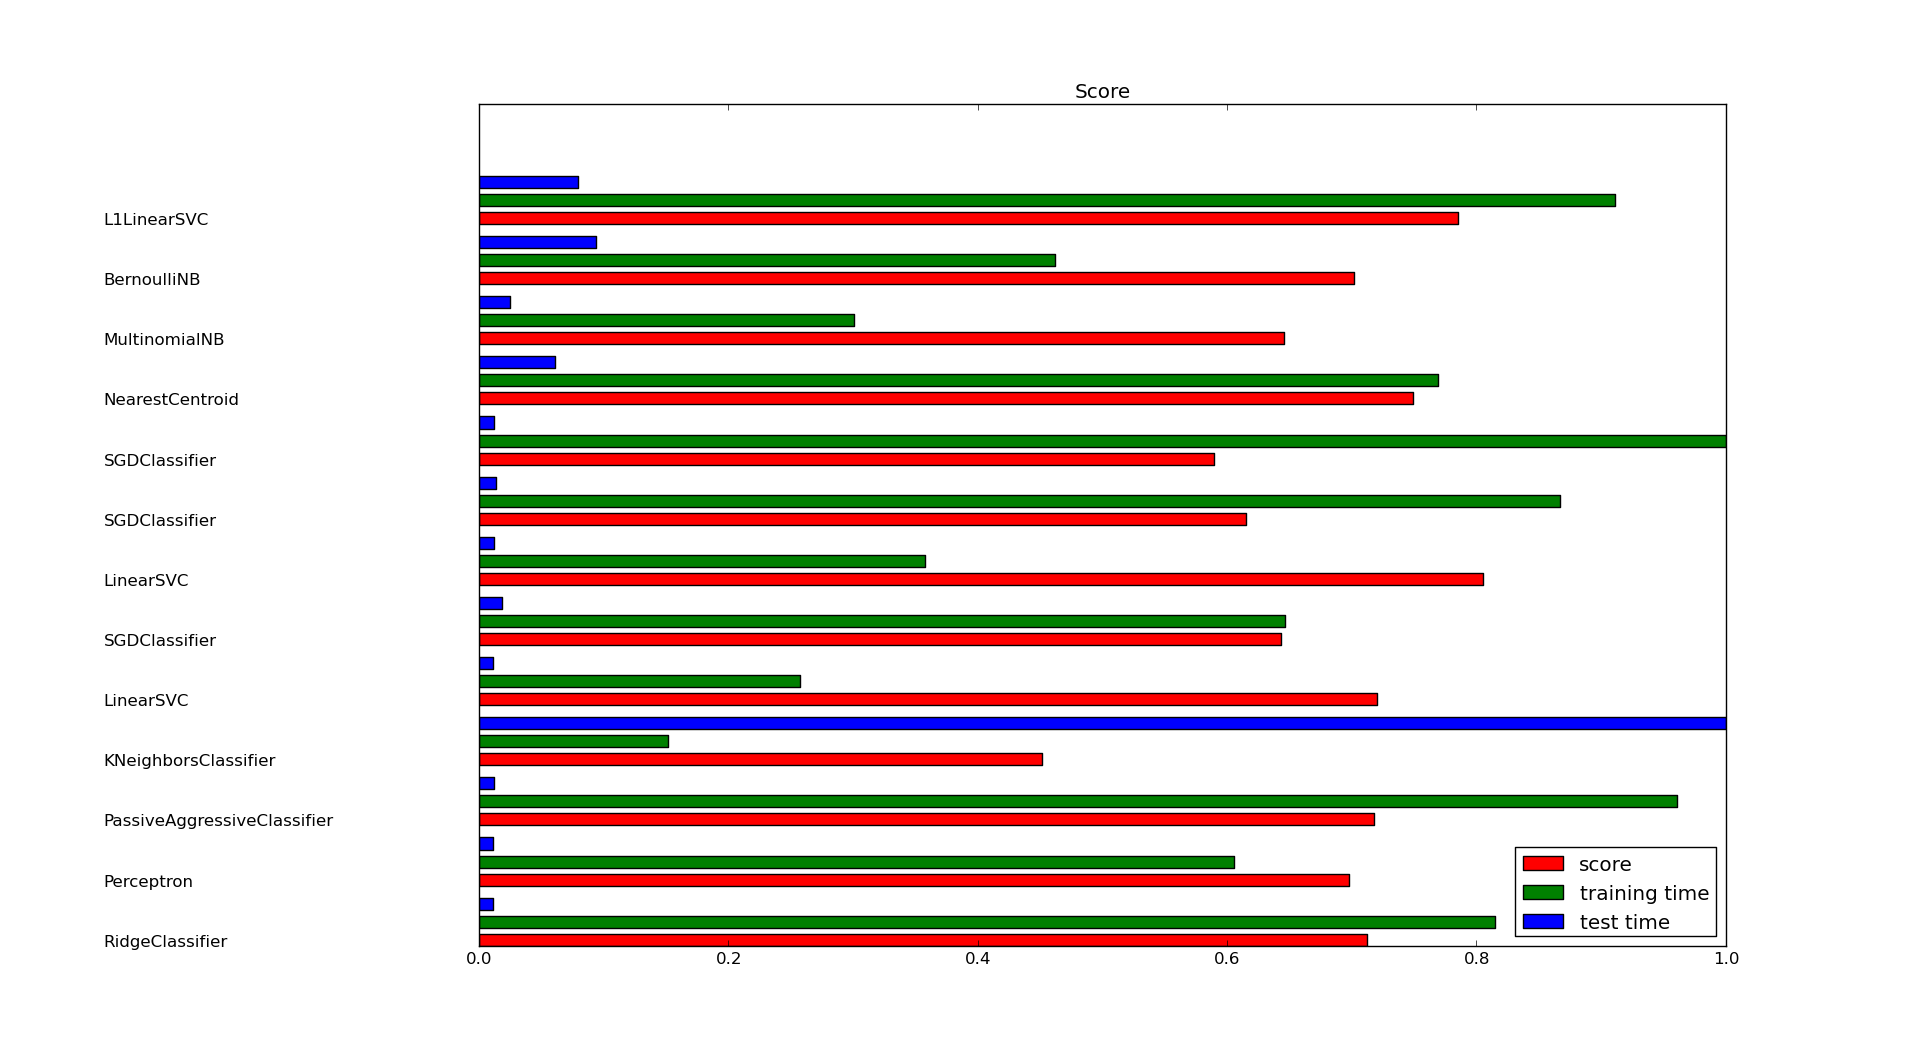 Score
L1LinearSVC
BernoulliNB
MultinomialNB
NearestCentroid
SGDClassifier
SGDClassifier
LinearSVC
SGDClassifier
LinearSVC
KNeighborsClassifier
PassiveAggressiveClassifier
Perceptron
RidgeClassifier
score
training time
test time
0.0 0.2 0.4 0.6 0.8 1.0